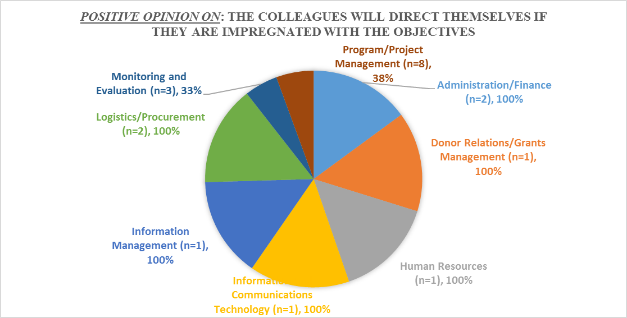 POSITIVE OPINION ON: THE COLLEAGUES WILL DIRECT THEMSELVES IF
THEY ARE IMPREGNATED WITH THE OBJECTIVES
Program/Project
Management (n=8),
38%
Monitoring and
Evaluation (n=3), 33%
Administration/Finance
(n=2), 100%
Logistics/Procurement
(n=2), 100%
Donor Relations/Grants
Management (n=1),
100%
Information
Management (n=1),
100%
Human Resources
(n=1), 100%
Information
Communications
Technology (n=1), 100%